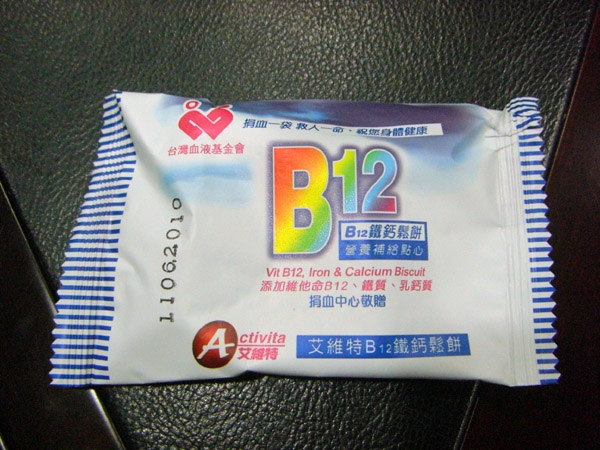 捐血一袋 救人一命,祝您身體健康
台灣血液基金會
B12
B12鐵鈣鬆餅
營養補給點心
Vit B12, Iron & Calcium Biscuit
添加維他命B12、鐵質、乳鈣質
捐血中心敬贈
11062010
Activita
艾維特
艾維特B12鐵鈣鬆餅